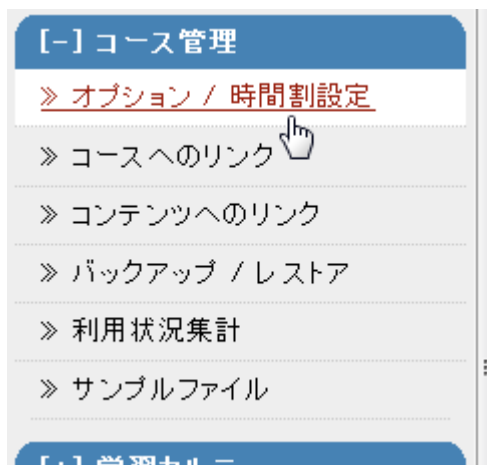 [-] コース管理
» オプション / 時間割設定
» コースへのリンク
» コンテンツへのリンク
» バックアップ / レストア
» 利用状況集計
» サンプルファイル